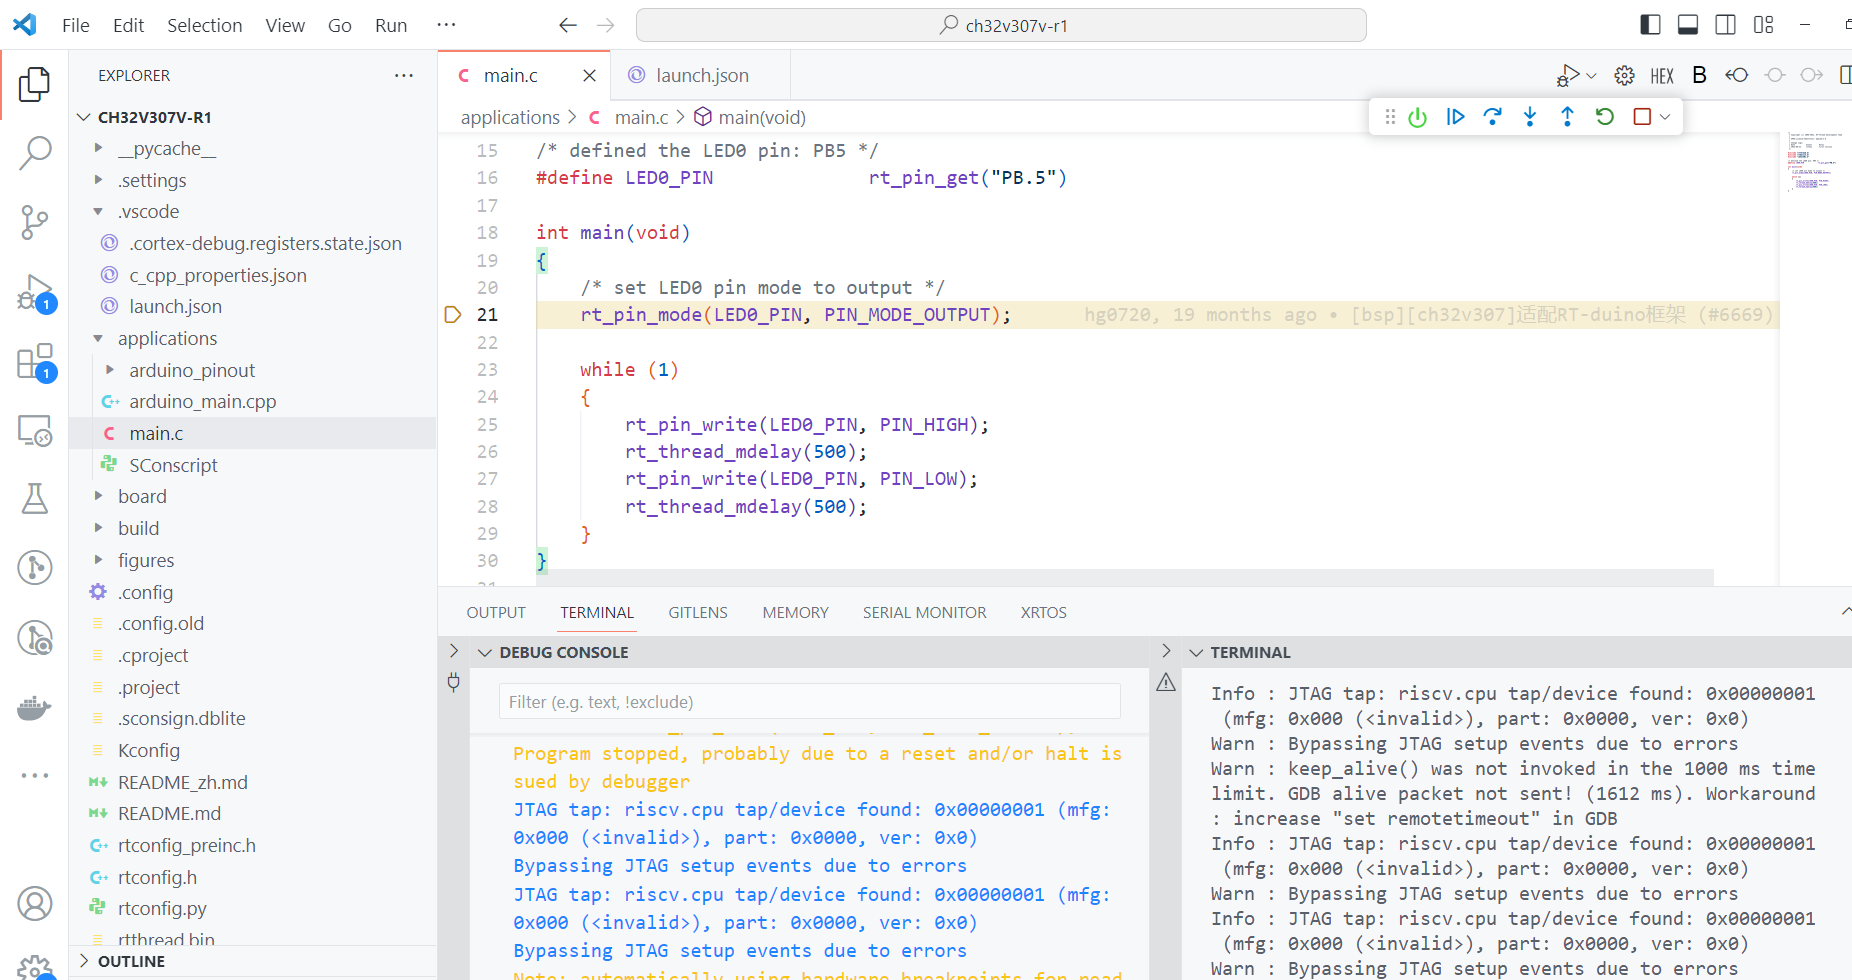 File Edit Selection View Go Run ···
ch32v307v-r1
EXPLORER
CH32V307V-R1
__pycache__
.settings
.vscode
.cortex-debug.registers.state.json
c_cpp_properties.json
launch.json
applications
arduino_pinout
arduino_main.cpp
main.c
SConscript
board
build
figures
.config
.config.old
.cproject
.project
.sconsign.dblite
Kconfig
README_zh.md
README.md
rtconfig_preinc.h
rtconfig.h
rtconfig.py
rtthread.bin
OUTLINE
1
1
main.c
launch.json
HEX B
applications > C main.c > main(void)
15 /* defined the LED0 pin: PB5 */
16 #define LED0_PIN rt_pin_get("PB.5")
17
18 int main(void)
19 {
20 /* set LED0 pin mode to output */
21 rt_pin_mode(LED0_PIN, PIN_MODE_OUTPUT); hg0720, 19 months ago • [bsp][ch32v307]适配RT-duino框架 (#6669)
22
23 while (1)
24 {
25 rt_pin_write(LED0_PIN, PIN_HIGH);
26 rt_thread_mdelay(500);
27 rt_pin_write(LED0_PIN, PIN_LOW);
28 rt_thread_mdelay(500);
29 }
30 }
OUTPUT TERMINAL GITLENS MEMORY SERIAL MONITOR XRTOS
DEBUG CONSOLE
Filter (e.g. text, !exclude)
Program stopped, probably due to a reset and/or halt is
sued by debugger
JTAG tap: riscv.cpu tap/device found: 0x00000001 (mfg:
0x000 (<invalid>), part: 0x0000, ver: 0x0)
Bypassing JTAG setup events due to errors
JTAG tap: riscv.cpu tap/device found: 0x00000001 (mfg:
0x000 (<invalid>), part: 0x0000, ver: 0x0)
Bypassing JTAG setup events due to errors
Note: automatically using hardware breakpoints for read
TERMINAL
Info : JTAG tap: riscv.cpu tap/device found: 0x00000001
(mfg: 0x000 (<invalid>), part: 0x0000, ver: 0x0)
Warn : Bypassing JTAG setup events due to errors
Warn : keep_alive() was not invoked in the 1000 ms time
limit. GDB alive packet not sent! (1612 ms). Workaround
: increase "set remotetimeout" in GDB
Info : JTAG tap: riscv.cpu tap/device found: 0x00000001
(mfg: 0x000 (<invalid>), part: 0x0000, ver: 0x0)
Warn : Bypassing JTAG setup events due to errors
Info : JTAG tap: riscv.cpu tap/device found: 0x00000001
(mfg: 0x000 (<invalid>), part: 0x0000, ver: 0x0)
Warn : Bypassing JTAG setup events due to errors